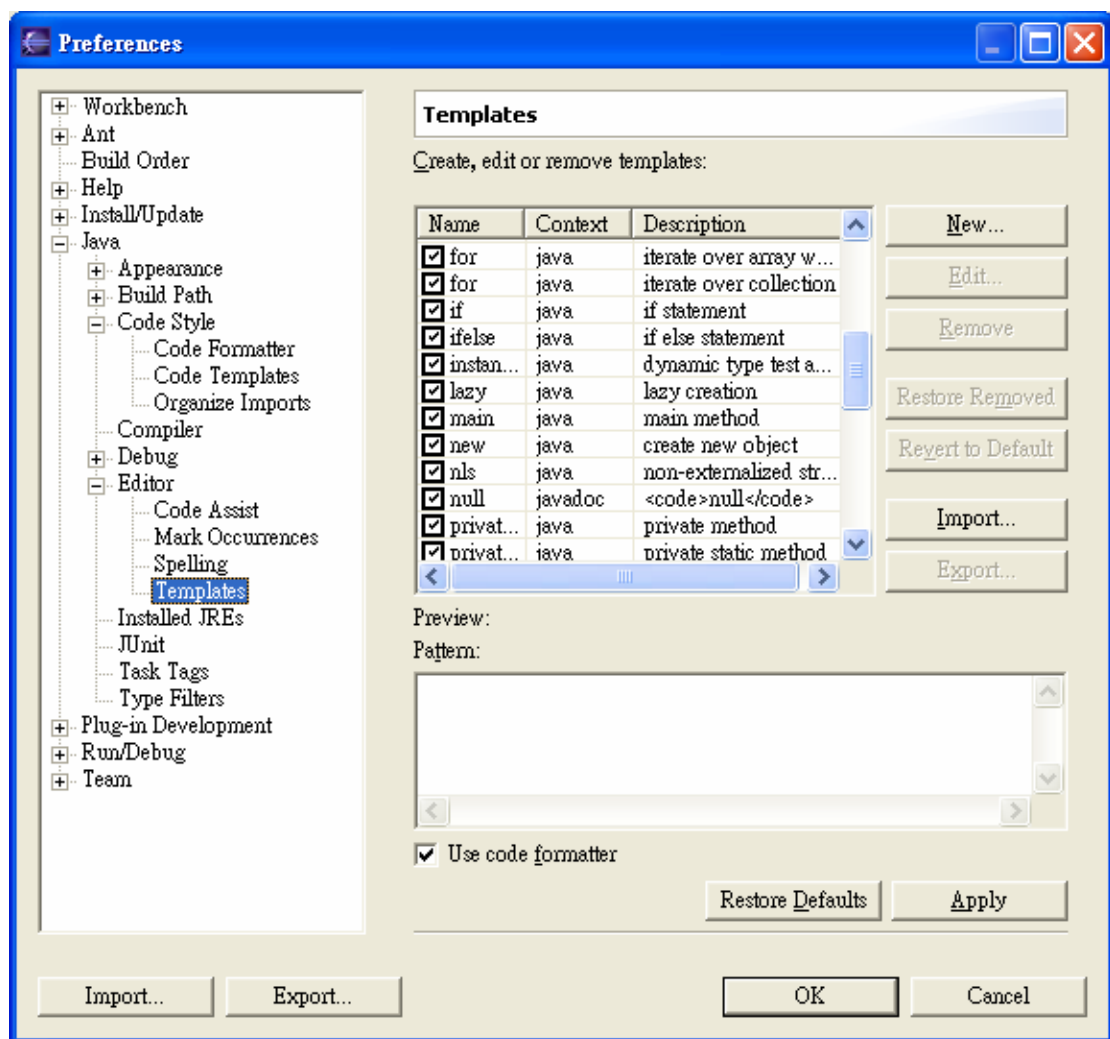 Preferences
Workbench
Ant
Build Order
Help
Install/Update
Java
Appearance
Build Path
Code Style
Code Formatter
Code Templates
Organize Imports
Compiler
Debug
Editor
Code Assist
Mark Occurrences
Spelling
Templates
Installed JREs
JUnit
Task Tags
Type Filters
Plug-in Development
Run/Debug
Team
Templates
Create, edit or remove templates:
Name Context Description
for java iterate over array w...
for java iterate over collection
if java if statement
ifelse java if else statement
instan... java dynamic type test a...
lazy java lazy creation
main java main method
new java create new object
nls java non-externalized str...
null javadoc <code>null</code>
privat... java private method
privat... java private static method
New...
Edit...
Remove
Restore Removed
Revert to Default
Import...
Export...
Preview:
Pattern:
Use code formatter
Restore Defaults Apply
Import... Export... OK Cancel